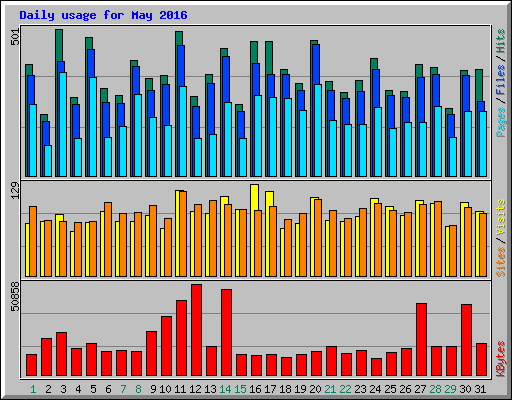 Daily usage for May 2016
501
Pages / Files / Hits
129
Sites / Visits
50858
KBytes
1 2 3 4 5 6 7 8 9 10 11 12 13 14 15 16 17 18 19 20 21 22 23 24 25 26 27 28 29 30 31